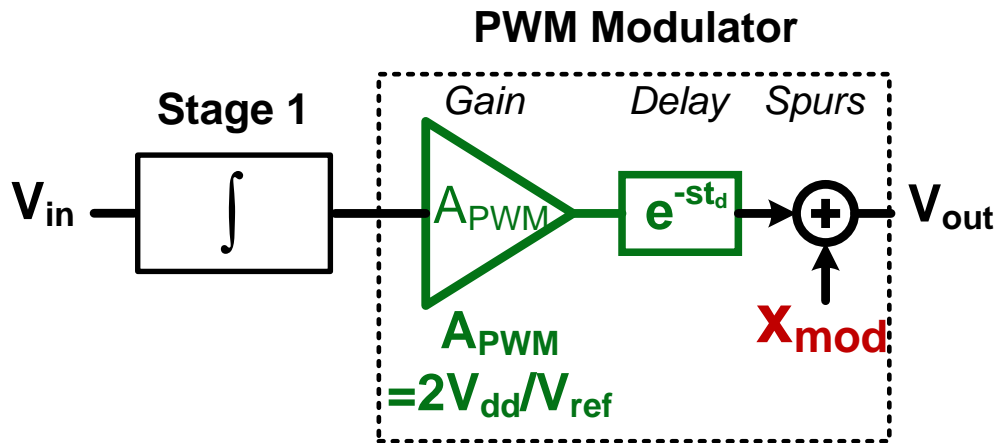 PWM Modulator
Gain Delay Spurs
Stage 1
V_in
∫
A_PWM
e^-st_d
+
V_out
x_mod
A_PWM
=2V_dd/V_ref